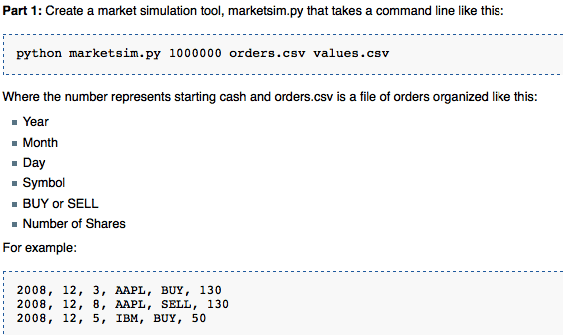 Part 1: Create a market simulation tool, marketsim.py that takes a command line like this:
python marketsim.py 1000000 orders.csv values.csv
Where the number represents starting cash and orders.csv is a file of orders organized like this:
Year
Month
Day
Symbol
BUY or SELL
Number of Shares
For example:
2008, 12, 3, AAPL, BUY, 130
2008, 12, 8, AAPL, SELL, 130
2008, 12, 5, IBM, BUY, 50